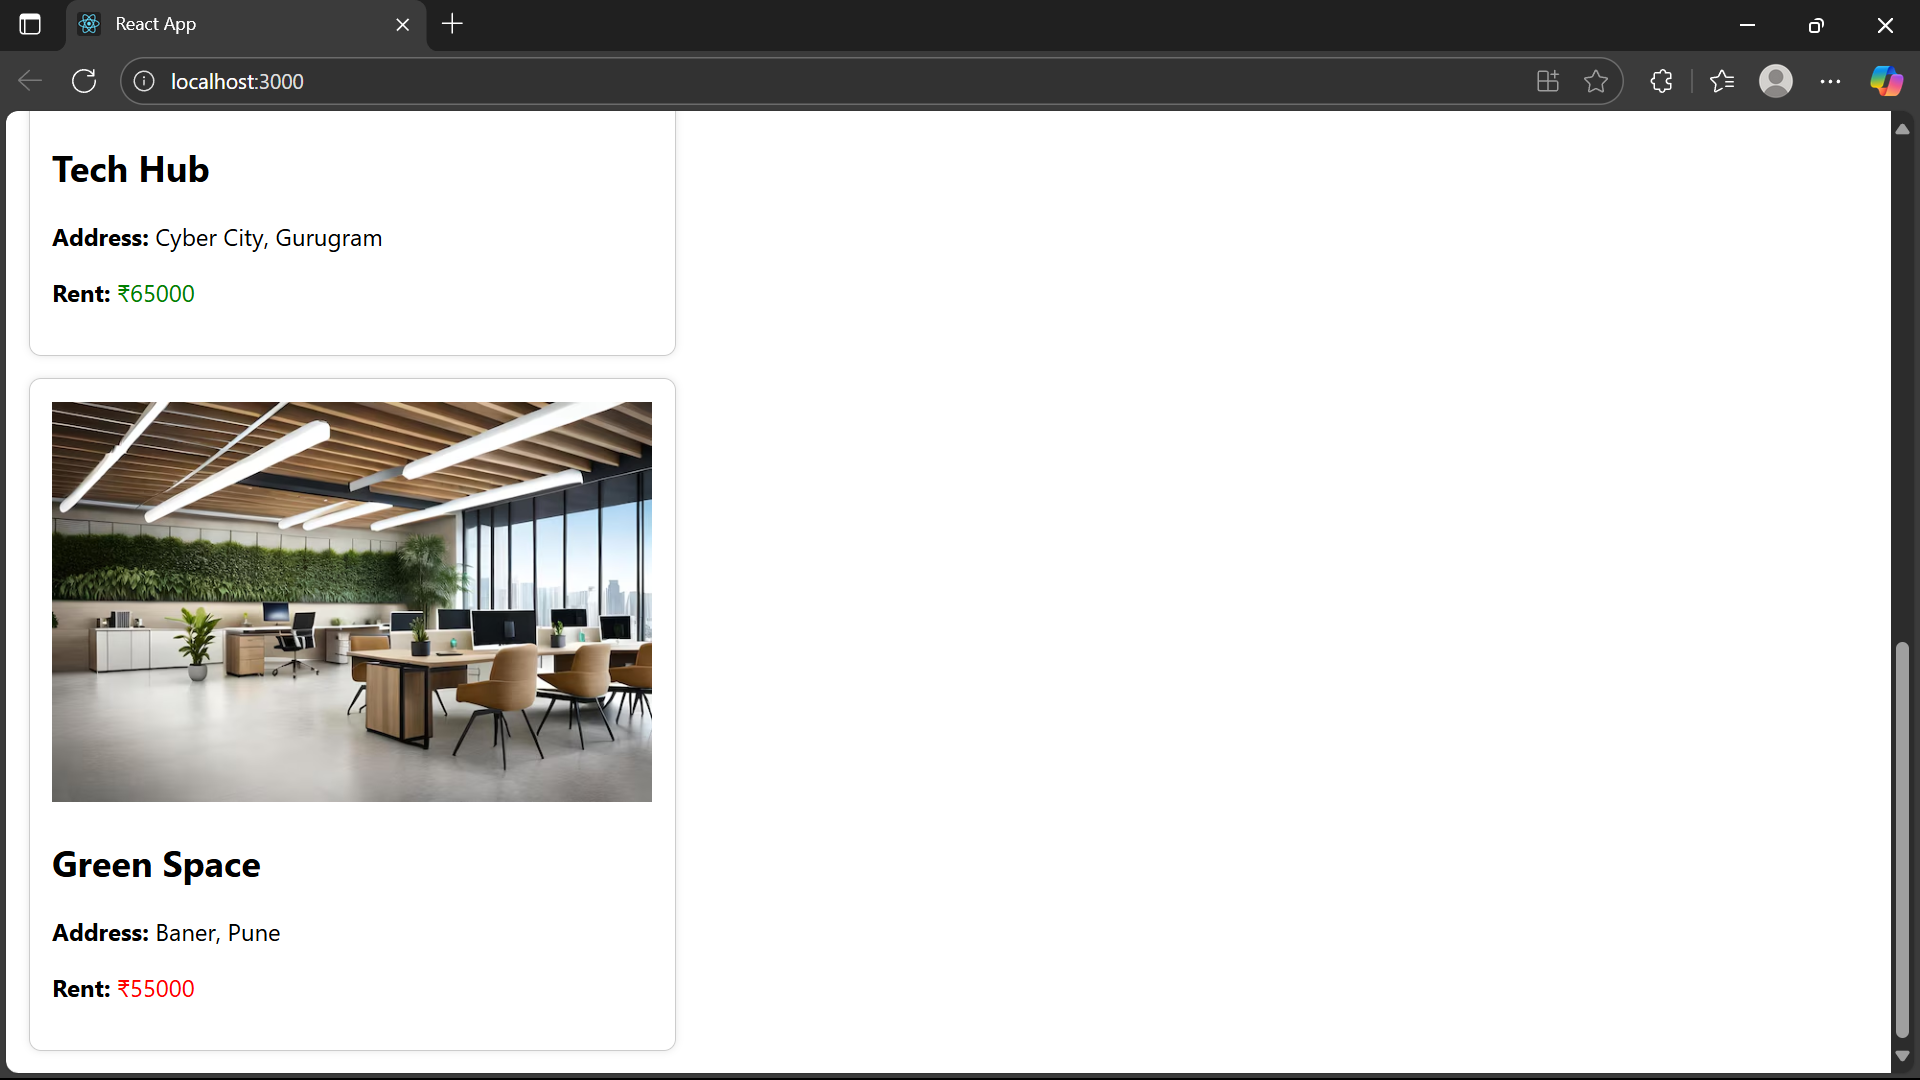 React App
localhost:3000
Tech Hub
Address: Cyber City, Gurugram
Rent: ₹65000
Green Space
Address: Baner, Pune
Rent: ₹55000